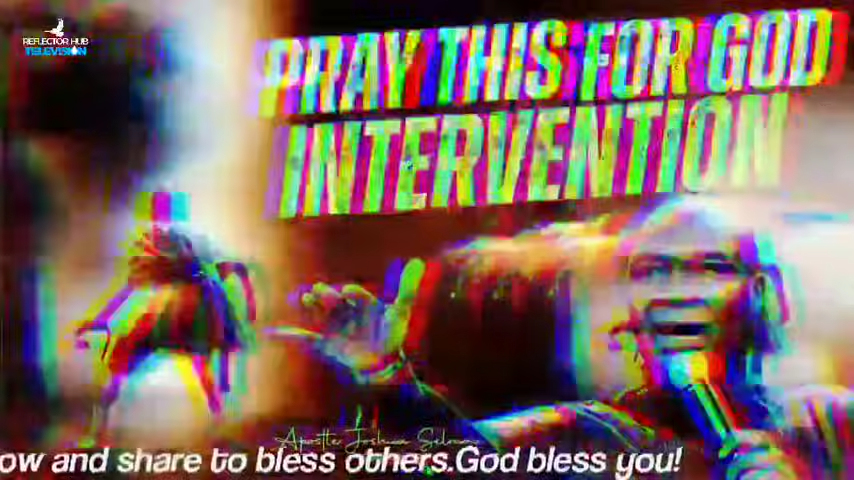 REFLECTOR HUB
TELEVISION
PRAY THIS FOR GOD
INTERVENTION
Apostle Joshua Selman
ow and share to bless others.God bless you!